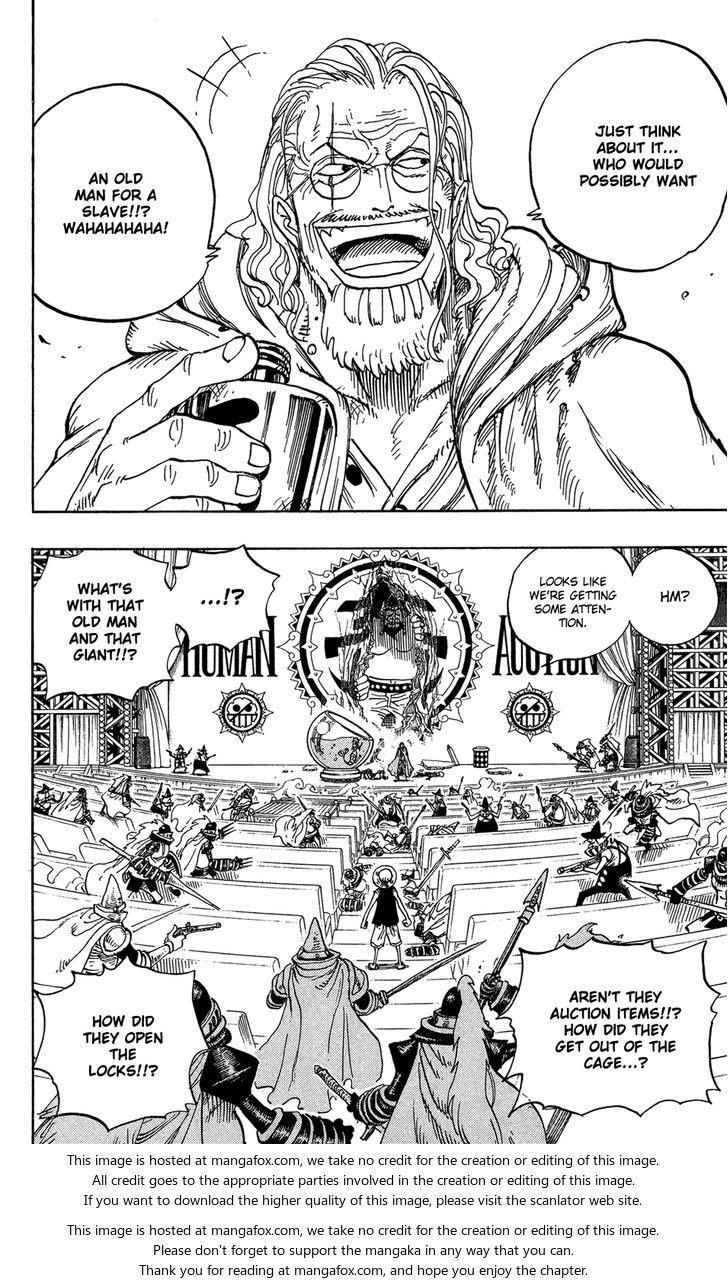 JUST THINK
ABOUT IT...
WHO WOULD
POSSIBLY WANT
AN OLD
MAN FOR A
SLAVE!!?
WAHAHAHAHA!
HM?
LOOKS LIKE
WE'RE GETTING
SOME ATTEN-
TION.
...!?
WHAT'S
WITH THAT
OLD MAN
AND THAT
GIANT!!?
HUMAN
AUCTION
AREN'T THEY
AUCTION ITEMS!!?
HOW DID THEY
GET OUT OF THE
CAGE...?
HOW DID
THEY OPEN
THE
LOCKS!!?
This image is hosted at mangafox.com, we take no credit for the creation or editing of this image.
All credit goes to the appropriate parties involved in the creation or editing of this image.
If you want to download the higher quality of this image, please visit the scanlator web site.
This image is hosted at mangafox.com, we take no credit for the creation or editing of this image.
Please don't forget to support the mangaka in any way that you can.
Thank you for reading at mangafox.com, and hope you enjoy the chapter.